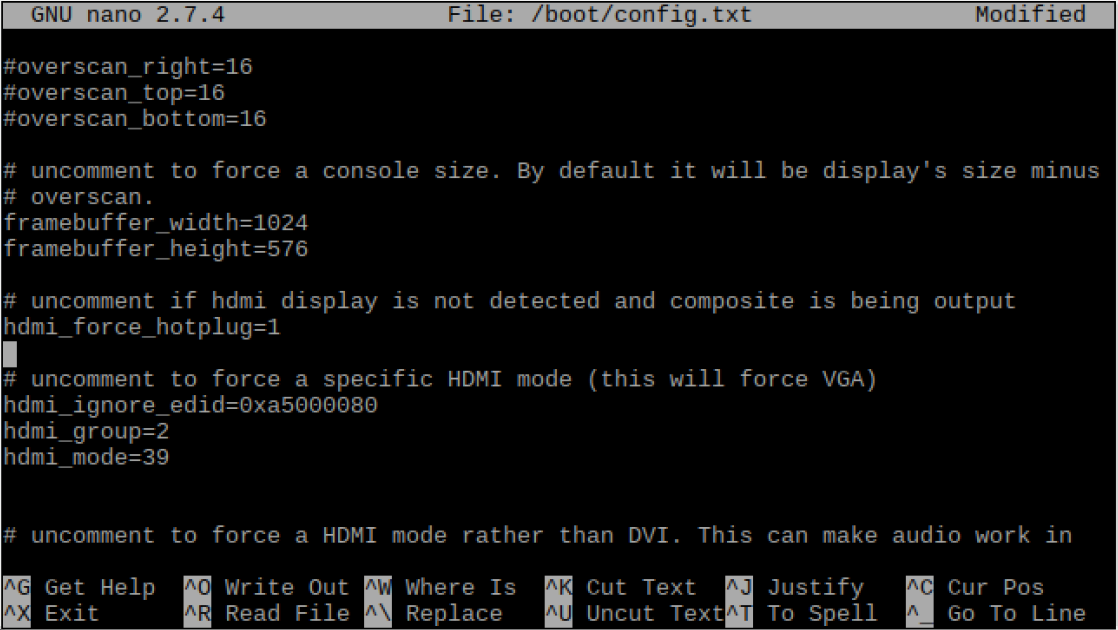 GNU nano 2.7.4 File: /boot/config.txt Modified
#overscan_right=16
#overscan_top=16
#overscan_bottom=16
# uncomment to force a console size. By default it will be display's size minus
# overscan.
framebuffer_width=1024
framebuffer_height=576
# uncomment if hdmi display is not detected and composite is being output
hdmi_force_hotplug=1
# uncomment to force a specific HDMI mode (this will force VGA)
hdmi_ignore_edid=0xa5000080
hdmi_group=2
hdmi_mode=39
# uncomment to force a HDMI mode rather than DVI. This can make audio work in
^G Get Help ^O Write Out ^W Where Is ^K Cut Text ^J Justify ^C Cur Pos
^X Exit ^R Read File ^\ Replace ^U Uncut Text^T To Spell ^_ Go To Line